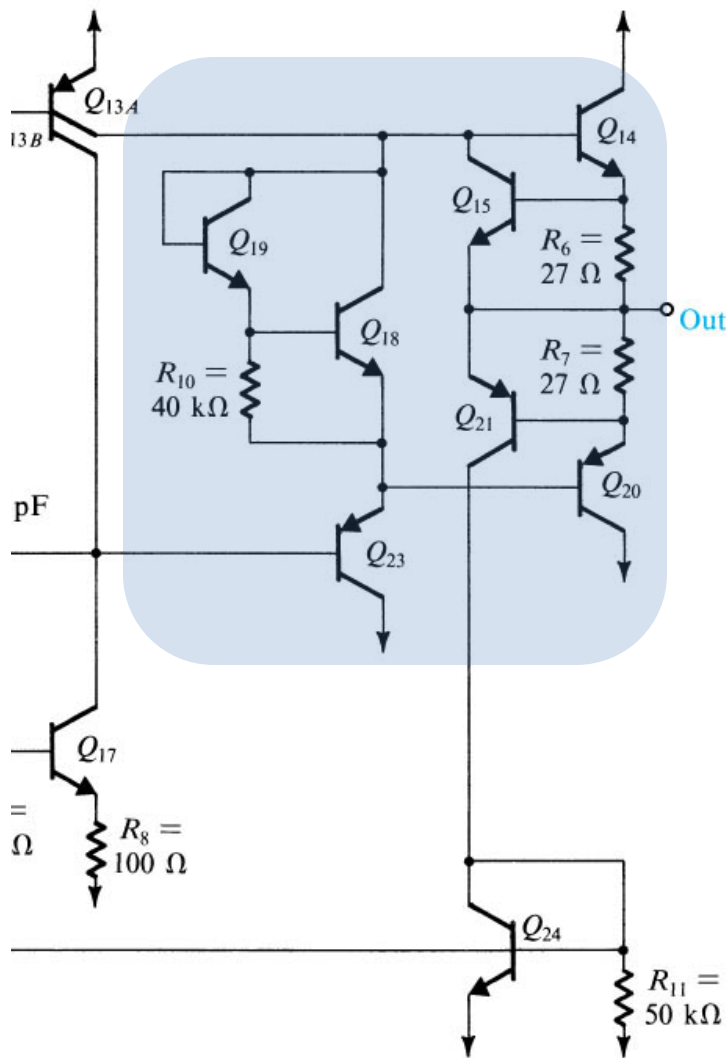 Q13A
13B
Q14
Q15
Q19
R6 =
27 Ω
Out
Q18
R7 =
27 Ω
R10 =
40 kΩ
Q21
Q20
pF
Q23
Q17
=
Ω
R8 =
100 Ω
Q24
R11 =
50 kΩ